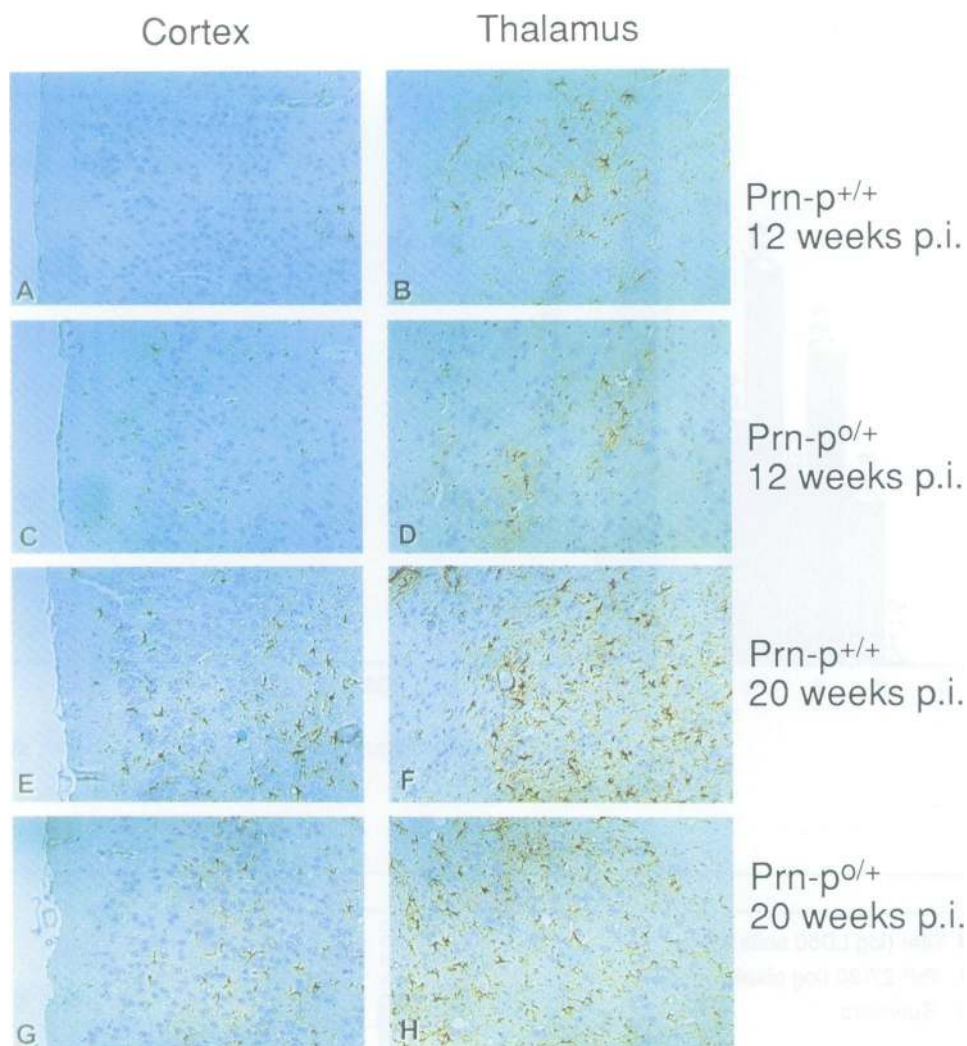 Cortex Thalamus
A B
Prn-p+/+
12 weeks p.i.
C D
Prn-po/+
12 weeks p.i.
E F
Prn-p+/+
20 weeks p.i.
G H
Prn-po/+
20 weeks p.i.